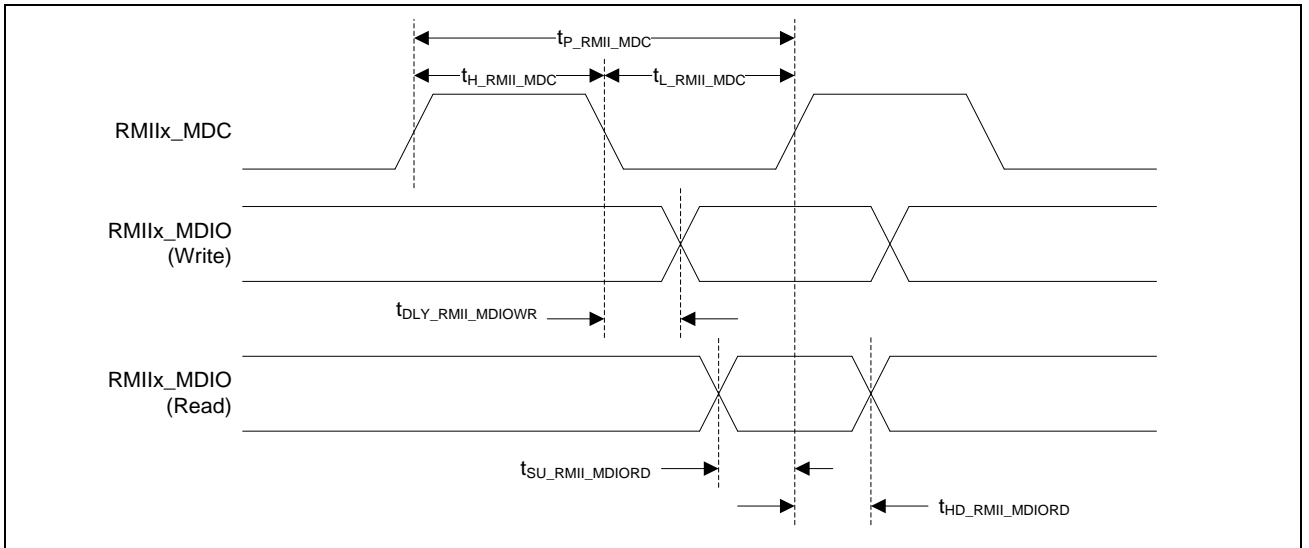 tP_RMII_MDC
tH_RMII_MDC tL_RMII_MDC
RMIIx_MDC
RMIIx_MDIO
(Write)
tDLY_RMII_MDIOWR
RMIIx_MDIO
(Read)
tSU_RMII_MDIORD
tHD_RMII_MDIORD